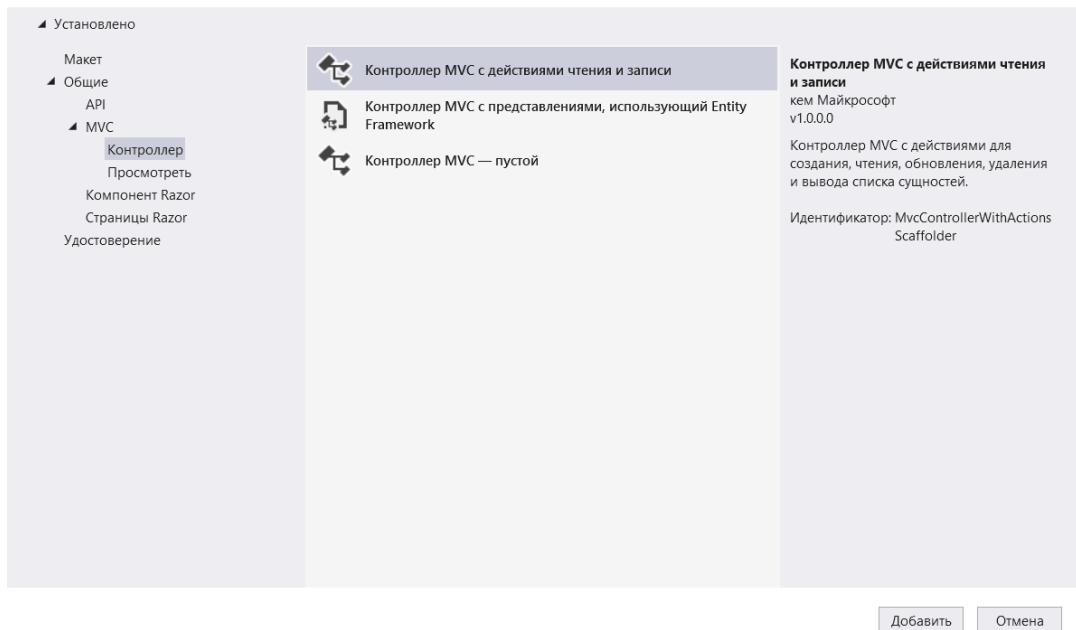 Установлено
Макет
Общие
API
MVC
Контроллер
Просмотреть
Компонент Razor
Страницы Razor
Удостоверение
Контроллер MVC с действиями чтения и записи
Контроллер MVC с представлениями, использующий Entity
Framework
Контроллер MVC — пустой
Контроллер MVC с действиями чтения
и записи
кем Майкрософт
v1.0.0.0
Контроллер MVC с действиями для
создания, чтения, обновления, удаления
и вывода списка сущностей.
Идентификатор: MvcControllerWithActions
Scaffolder
Добавить
Отмена